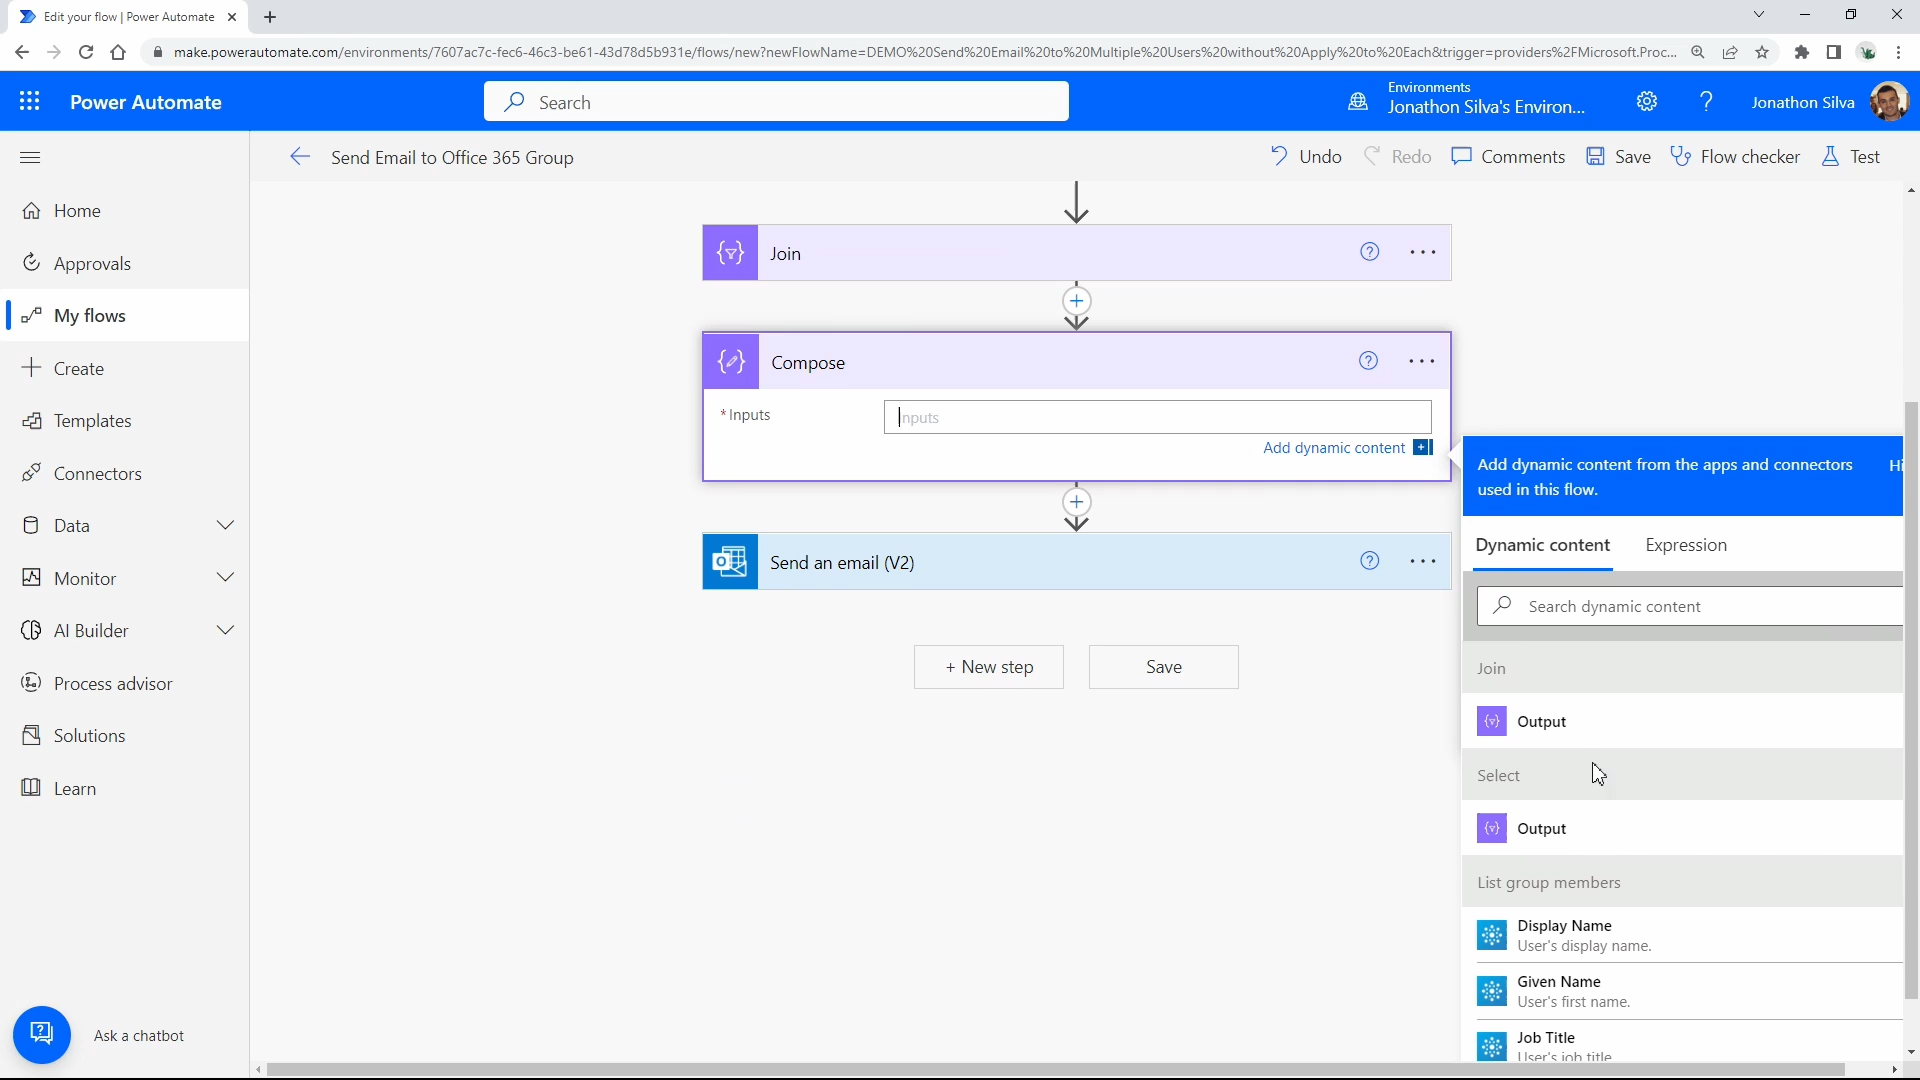 Edit your flow | Power Automate
make.powerautomate.com/environments/7607ac7c-fec6-46c3-be61-43d78d5b931e/flows/new?newFlowName=DEMO%20Send%20Email%20to%20Multiple%20Users%20without%20Apply%20to%20Each&trigger=providers%2FMicrosoft.Proc...
Power Automate
Search
Environments
Jonathon Silva's Environ...
Jonathon Silva
Send Email to Office 365 Group
Undo
Redo
Comments
Save
Flow checker
Test
Home
Approvals
My flows
Create
Templates
Connectors
Data
Monitor
AI Builder
Process advisor
Solutions
Learn
Ask a chatbot
Join
Compose
* Inputs
Inputs
Add dynamic content
Send an email (V2)
+ New step
Save
Add dynamic content from the apps and connectors
used in this flow.
Hi
Dynamic content
Expression
Search dynamic content
Join
Output
Select
Output
List group members
Display Name
User's display name.
Given Name
User's first name.
Job Title
User's job title